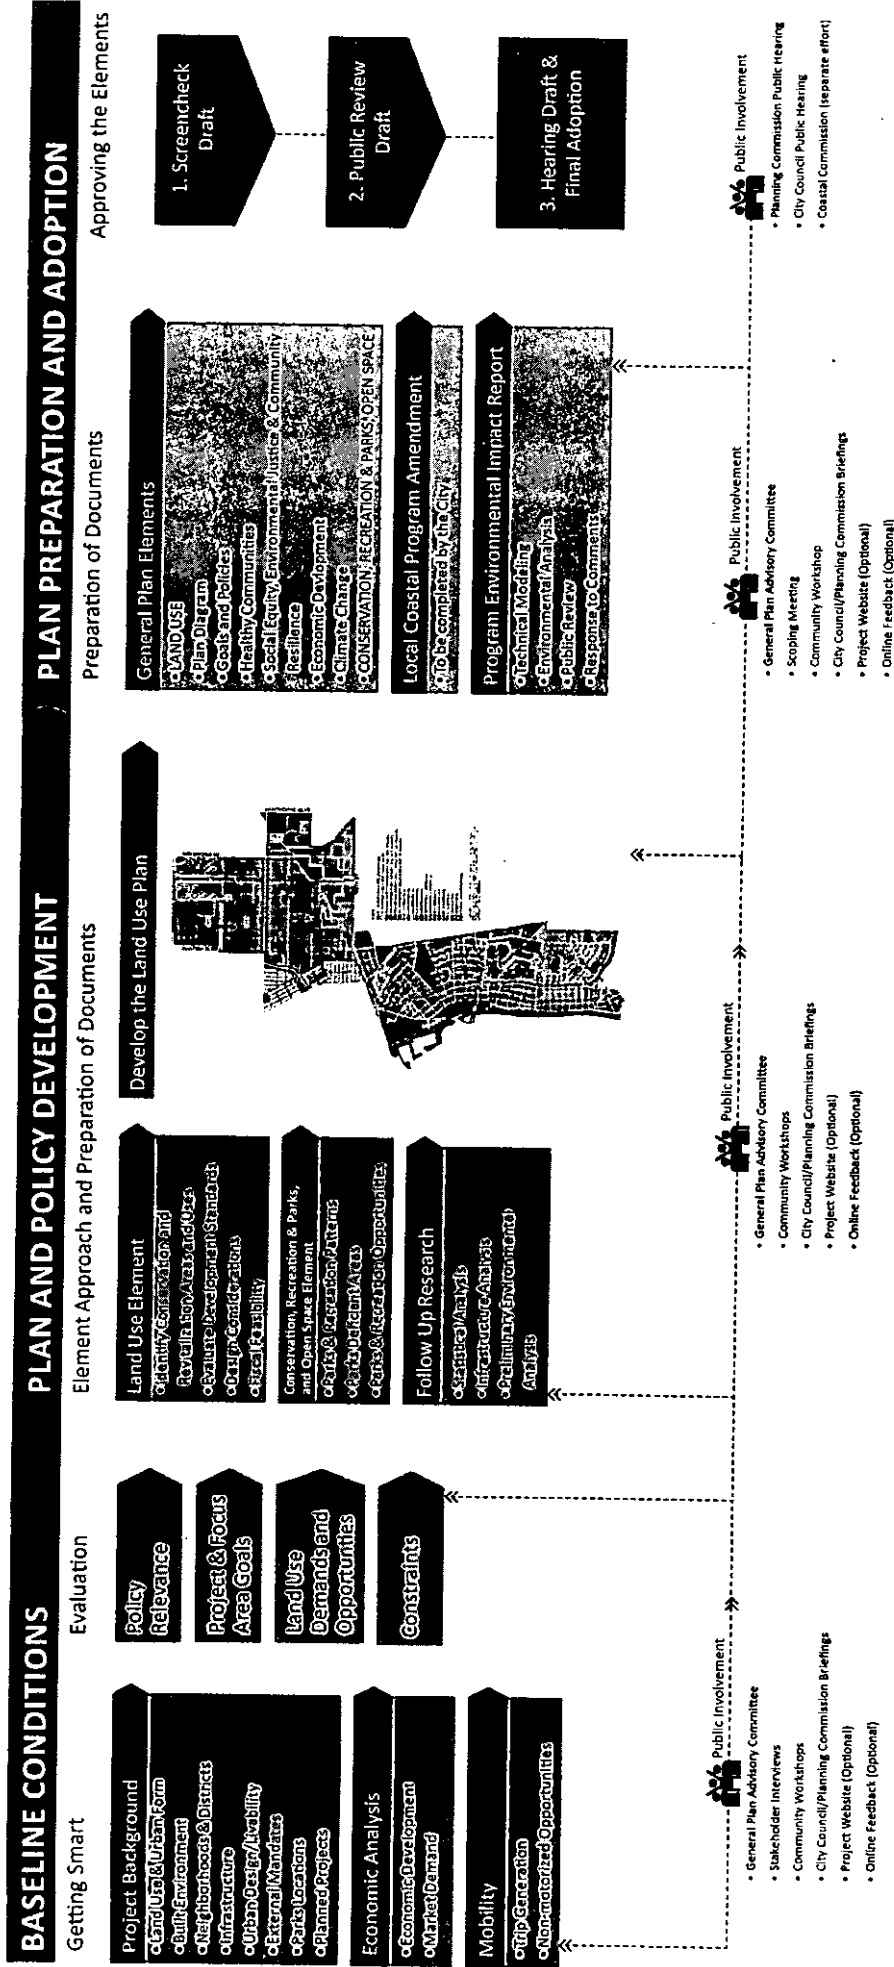 BASELINE CONDITIONS
PLAN AND POLICY DEVELOPMENT
PLAN PREPARATION AND ADOPTION
Getting Smart
Evaluation
Element Approach and Preparation of Documents
Preparation of Documents
Approving the Elements
Project Background
Land Use & Urban Form
Built Environment
Neighborhoods & Districts
Infrastructure
Urban Design/Livability
External Mandates
Parks Locations
Planned Projects
Economic Analysis
Economic Development
Market Demand
Mobility
Trip Generation
Non-motorized Opportunities
Policy
Relevance
Project & Focus
Area Goals
Land Use
Demands and
Opportunities
Constraints
Land Use Element
Identify Conservation and
Revitalization Areas and Uses
Evaluate Development Standards
Design Considerations
Fiscal Feasibility
Conservation, Recreation & Parks,
and Open Space Element
Parks & Recreation Patterns
Parks Deficient Areas
Parks & Recreation Opportunities
Follow Up Research
Statistical Analysis
Infrastructure Analysis
Preliminary Environmental
Analysis
Develop the Land Use Plan
General Plan Elements
LAND USE
Plan Diagram
Goals and Policies
Healthy Communities
Social Equity, Environmental Justice & Community
Resilience
Economic Devlopment
Climate Change
CONSERVATION, RECREATION & PARKS, OPEN SPACE
Local Coastal Program Amendment
To be completed by the City
Program Environmental Impact Report
Technical Modeling
Environmental Analysis
Public Review
Response to Comments
1. Screencheck
Draft
2. Public Review
Draft
3. Hearing Draft &
Final Adoption
Public Involvement
• General Plan Advisory Committee
• Stakeholder Interviews
• Community Workshops
• City Council/Planning Commission Briefings
• Project Website (Optional)
• Online Feedback (Optional)
Public Involvement
• General Plan Advisory Committee
• Community Workshops
• City Council/Planning Commission Briefings
• Project Website (Optional)
• Online Feedback (Optional)
Public Involvement
• General Plan Advisory Committee
• Scoping Meeting
• Community Workshop
• City Council/Planning Commission Briefings
• Project Website (Optional)
• Online Feedback (Optional)
Public Involvement
• Planning Commission Public Hearing
• City Council Public Hearing
• Coastal Commission (separate effort)